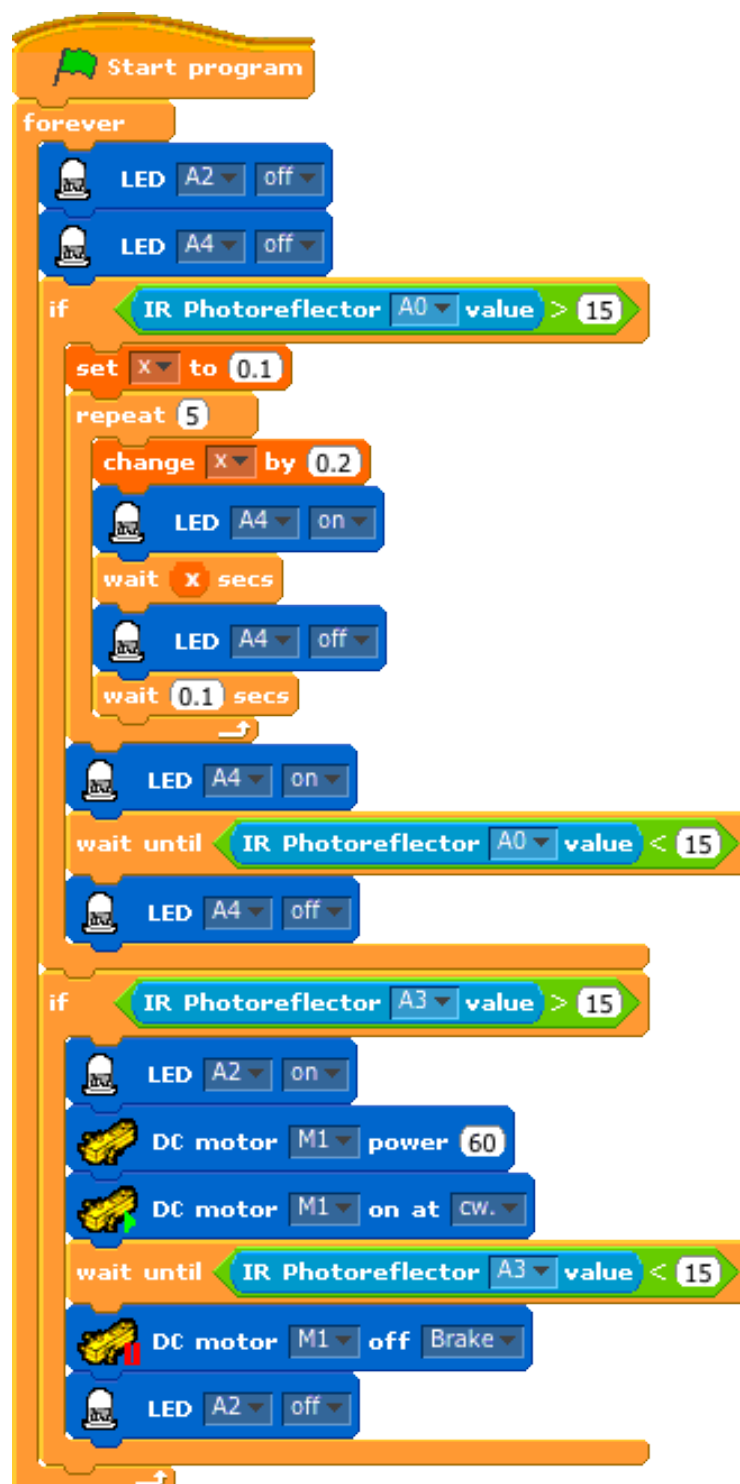 Start program
forever
LED A2 off
LED A4 off
if IR Photoreflector A0 value > 15
set x to 0.1
repeat 5
change x by 0.2
LED A4 on
wait x secs
LED A4 off
wait 0.1 secs
LED A4 on
wait until IR Photoreflector A0 value < 15
LED A4 off
if IR Photoreflector A3 value > 15
LED A2 on
DC motor M1 power 60
DC motor M1 on at cw.
wait until IR Photoreflector A3 value < 15
DC motor M1 off Brake
LED A2 off